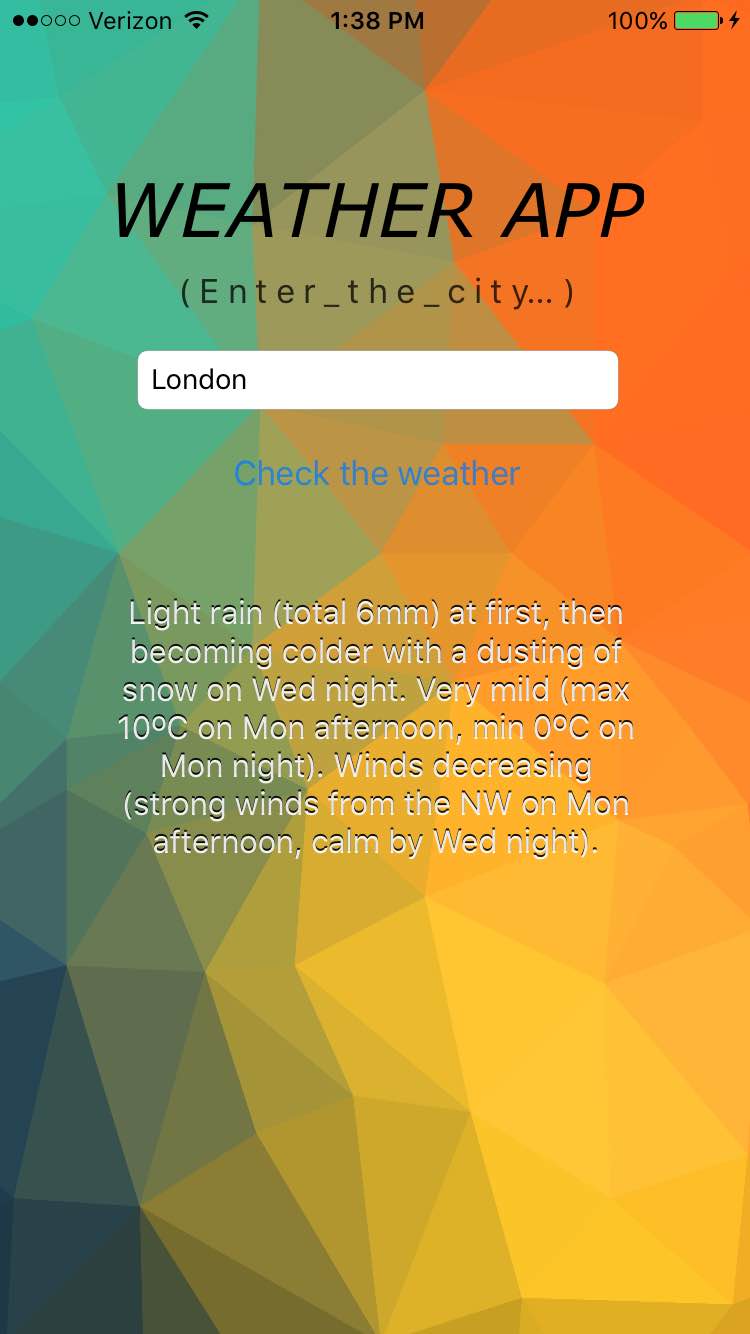 Verizon 1:38 PM 100%
WEATHER APP
(Enter_the_city...)
London
Check the weather
Light rain (total 6mm) at first, then
becoming colder with a dusting of
snow on Wed night. Very mild (max
10ºC on Mon afternoon, min 0ºC on
Mon night). Winds decreasing
(strong winds from the NW on Mon
afternoon, calm by Wed night).